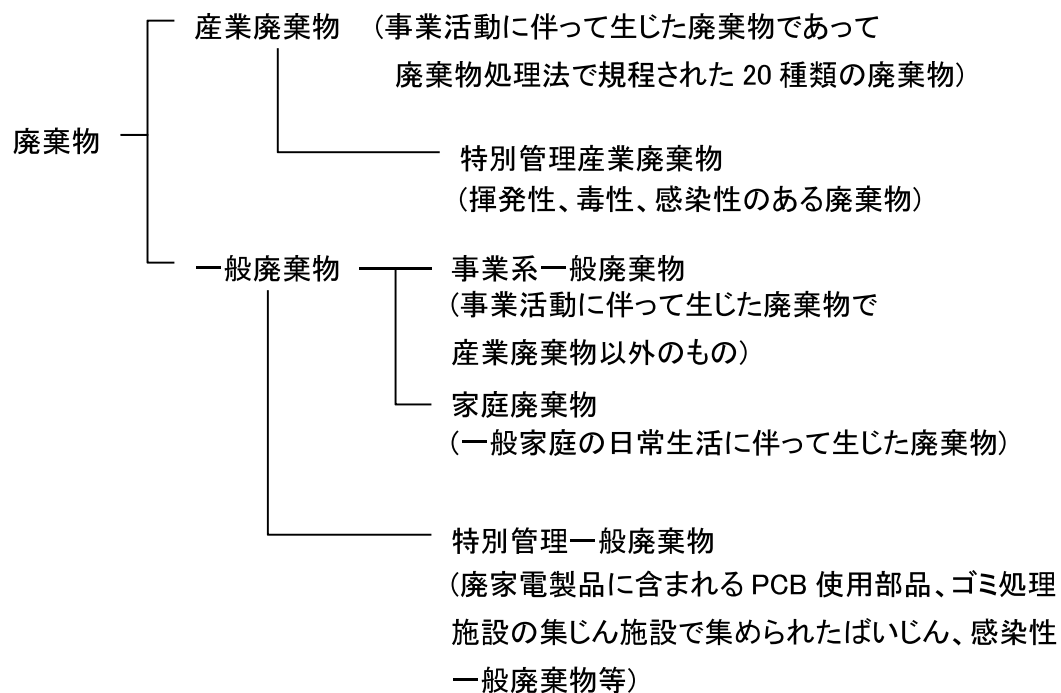 産業廃棄物 (事業活動に伴って生じた廃棄物であって
廃棄物処理法で規程された 20 種類の廃棄物)
廃棄物
特別管理産業廃棄物
(揮発性、毒性、感染性のある廃棄物)
一般廃棄物
事業系一般廃棄物
(事業活動に伴って生じた廃棄物で
産業廃棄物以外のもの)
家庭廃棄物
(一般家庭の日常生活に伴って生じた廃棄物)
特別管理一般廃棄物
(廃家電製品に含まれる PCB 使用部品、ゴミ処理
施設の集じん施設で集められたばいじん、感染性
一般廃棄物等)